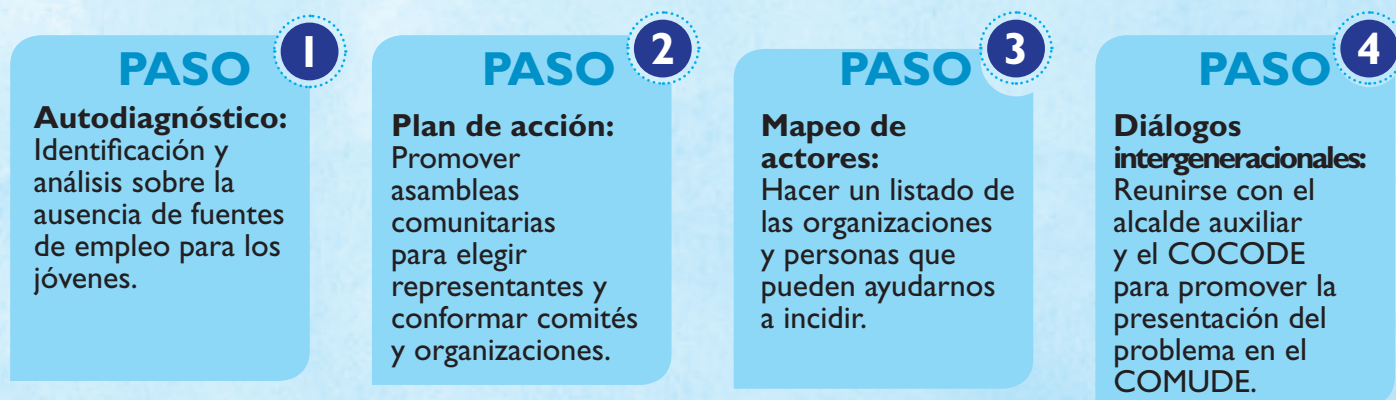 PASO 1
Autodiagnóstico:
Identificación y
análisis sobre la
ausencia de fuentes
de empleo para los
jóvenes.
PASO 2
Plan de acción:
Promover
asambleas
comunitarias
para elegir
representantes y
conformar comités
y organizaciones.
PASO 3
Mapeo de
actores:
Hacer un listado de
las organizaciones
y personas que
pueden ayudarnos
a incidir.
PASO 4
Diálogos
intergeneracionales:
Reunirse con el
alcalde auxiliar
y el COCODE
para promover la
presentación del
problema en el
COMUDE.